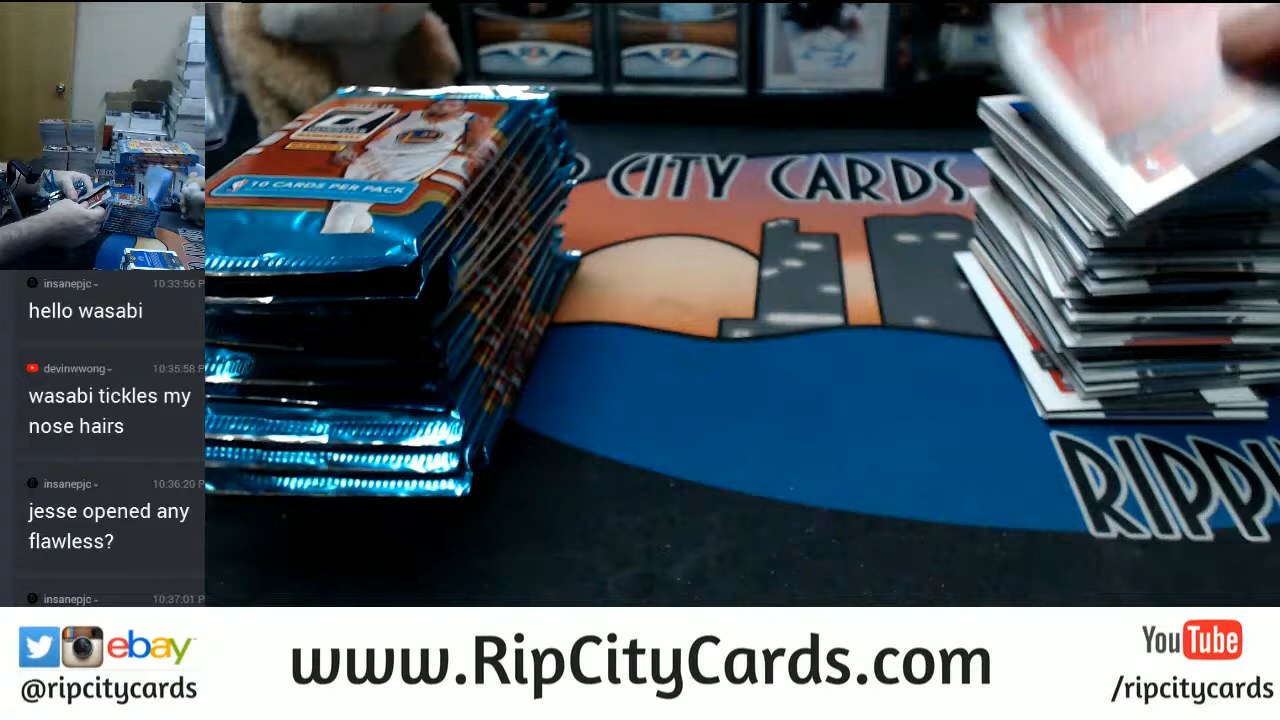 insanepjc
10:33:56
hello wasabi
devinwwong
10:35:58 P
wasabi tickles my
nose hairs
insanepjc
10:36:20 P
jesse opened any
flawless?
insanepjc
10:37:01 P
10 CARDS PER PACK
P CITY CARDS
RIPPI
www.RipCityCards.com
ebay
@ripcitycards
YouTube
/ripcitycards